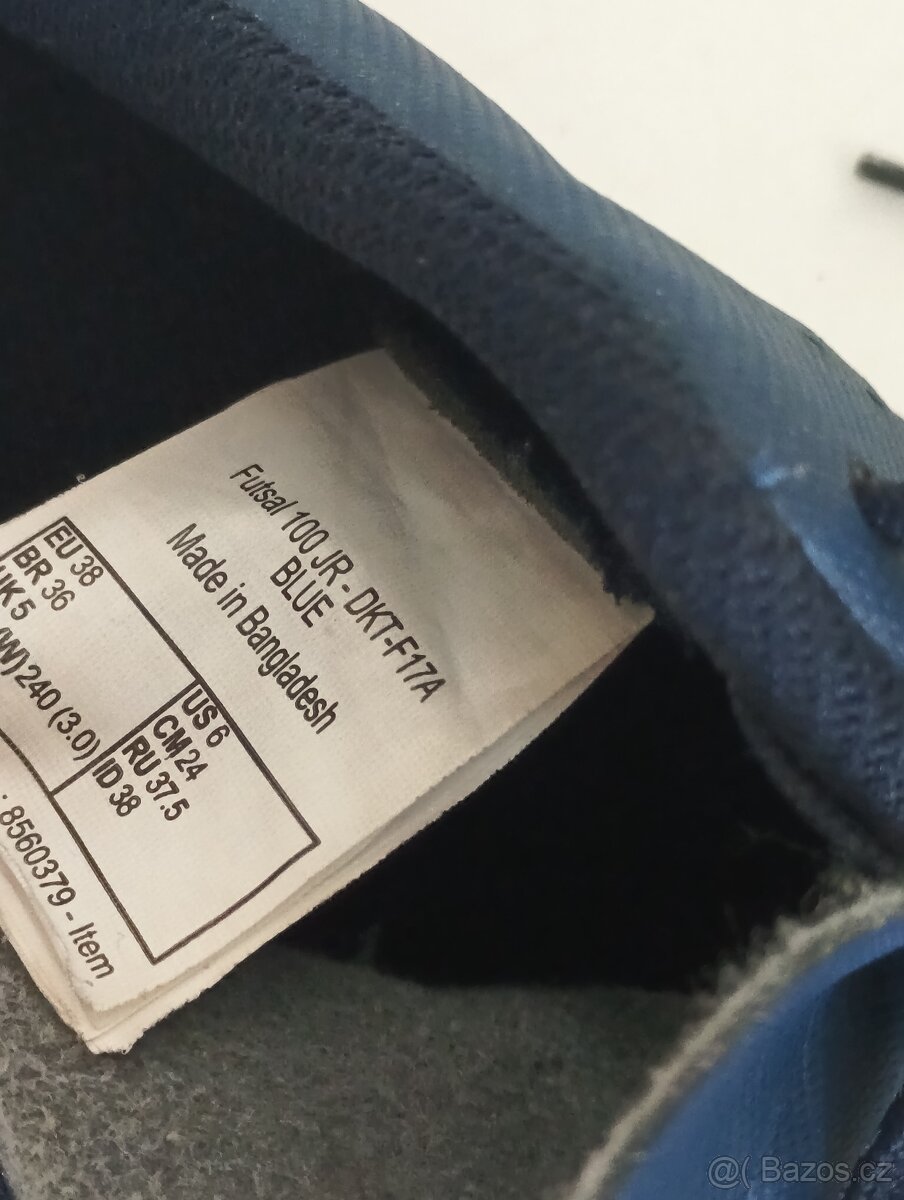 Futsal 100 JR - DKT-F17A
BLUE
Made in Bangladesh
EU 38
BR 36
UK 5
(W) 240 (3.0)
US 6
CM 24
RU 37.5
ID 38
: 8560379 - Item
@( Bazos.cz